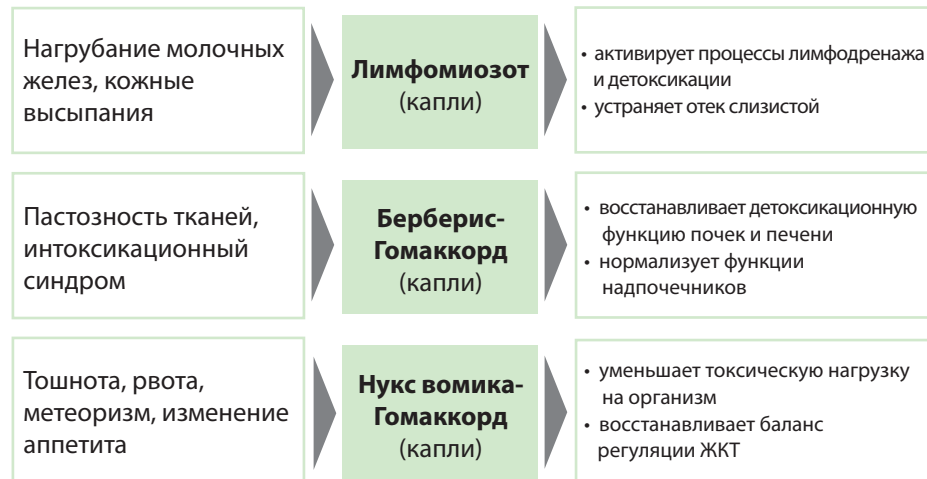 Нагрубание молочных
желез, кожные
высыпания
Лимфомиозот
(капли)
• активирует процессы лимфодренажа
и детоксикации
• устраняет отек слизистой
Пастозность тканей,
интоксикационный
синдром
Берберис-
Гомаккорд
(капли)
• восстанавливает детоксикационную
функцию почек и печени
• нормализует функции
надпочечников
Тошнота, рвота,
метеоризм, изменение
аппетита
Нукс вомика-
Гомаккорд
(капли)
• уменьшает токсическую нагрузку
на организм
• восстанавливает баланс
регуляции ЖКТ